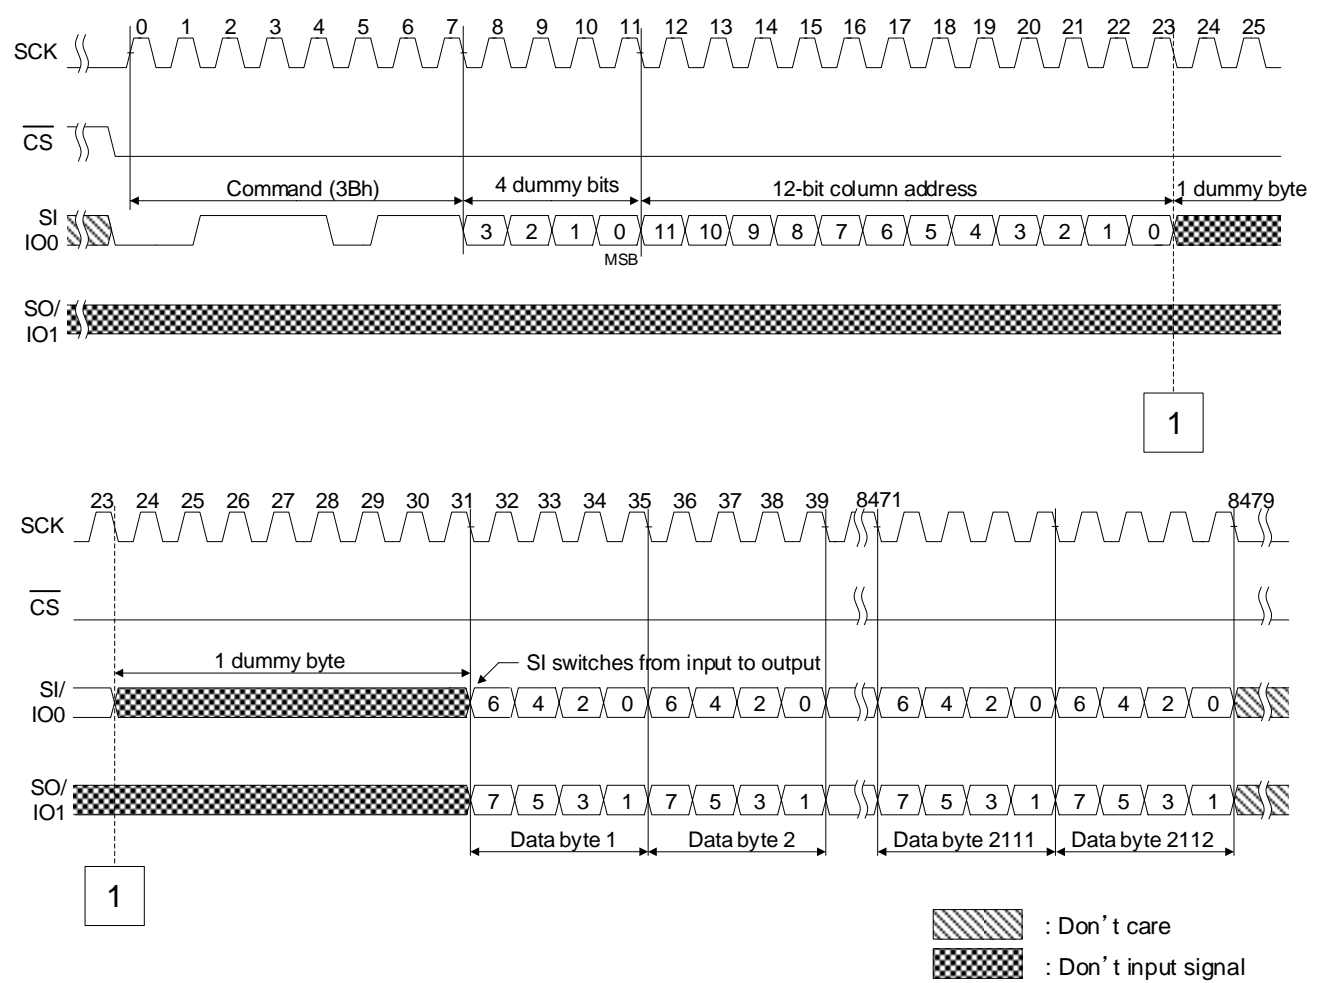 0 1 2 3 4 5 6 7 8 9 10 11 12 13 14 15 16 17 18 19 20 21 22 23 24 25
SCK
CS
Command (3Bh) 4 dummy bits 12-bit column address 1 dummy byte
SI
IO0
3 2 1 0 11 10 9 8 7 6 5 4 3 2 1 0
MSB
SO/
IO1
1
23 24 25 26 27 28 29 30 31 32 33 34 35 36 37 38 39 8471 8479
SCK
CS
1 dummy byte SI switches from input to output
SI/
IO0
6 4 2 0 6 4 2 0 6 4 2 0 6 4 2 0
SO/
IO1
7 5 3 1 7 5 3 1 7 5 3 1 7 5 3 1
Data byte 1 Data byte 2 Data byte 2111 Data byte 2112
1
: Don't care
: Don't input signal